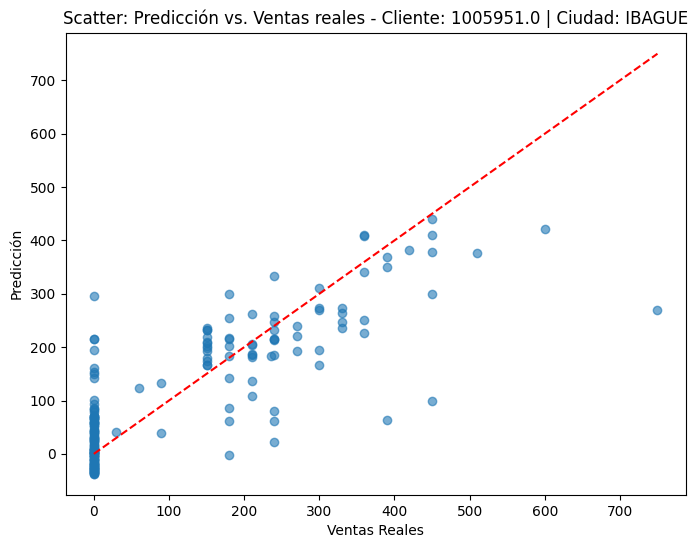 Scatter: Predicción vs. Ventas reales - Cliente: 1005951.0 | Ciudad: IBAGUE
700
600
500
400
300
200
100
0
Predicción
0 100 200 300 400 500 600 700
Ventas Reales